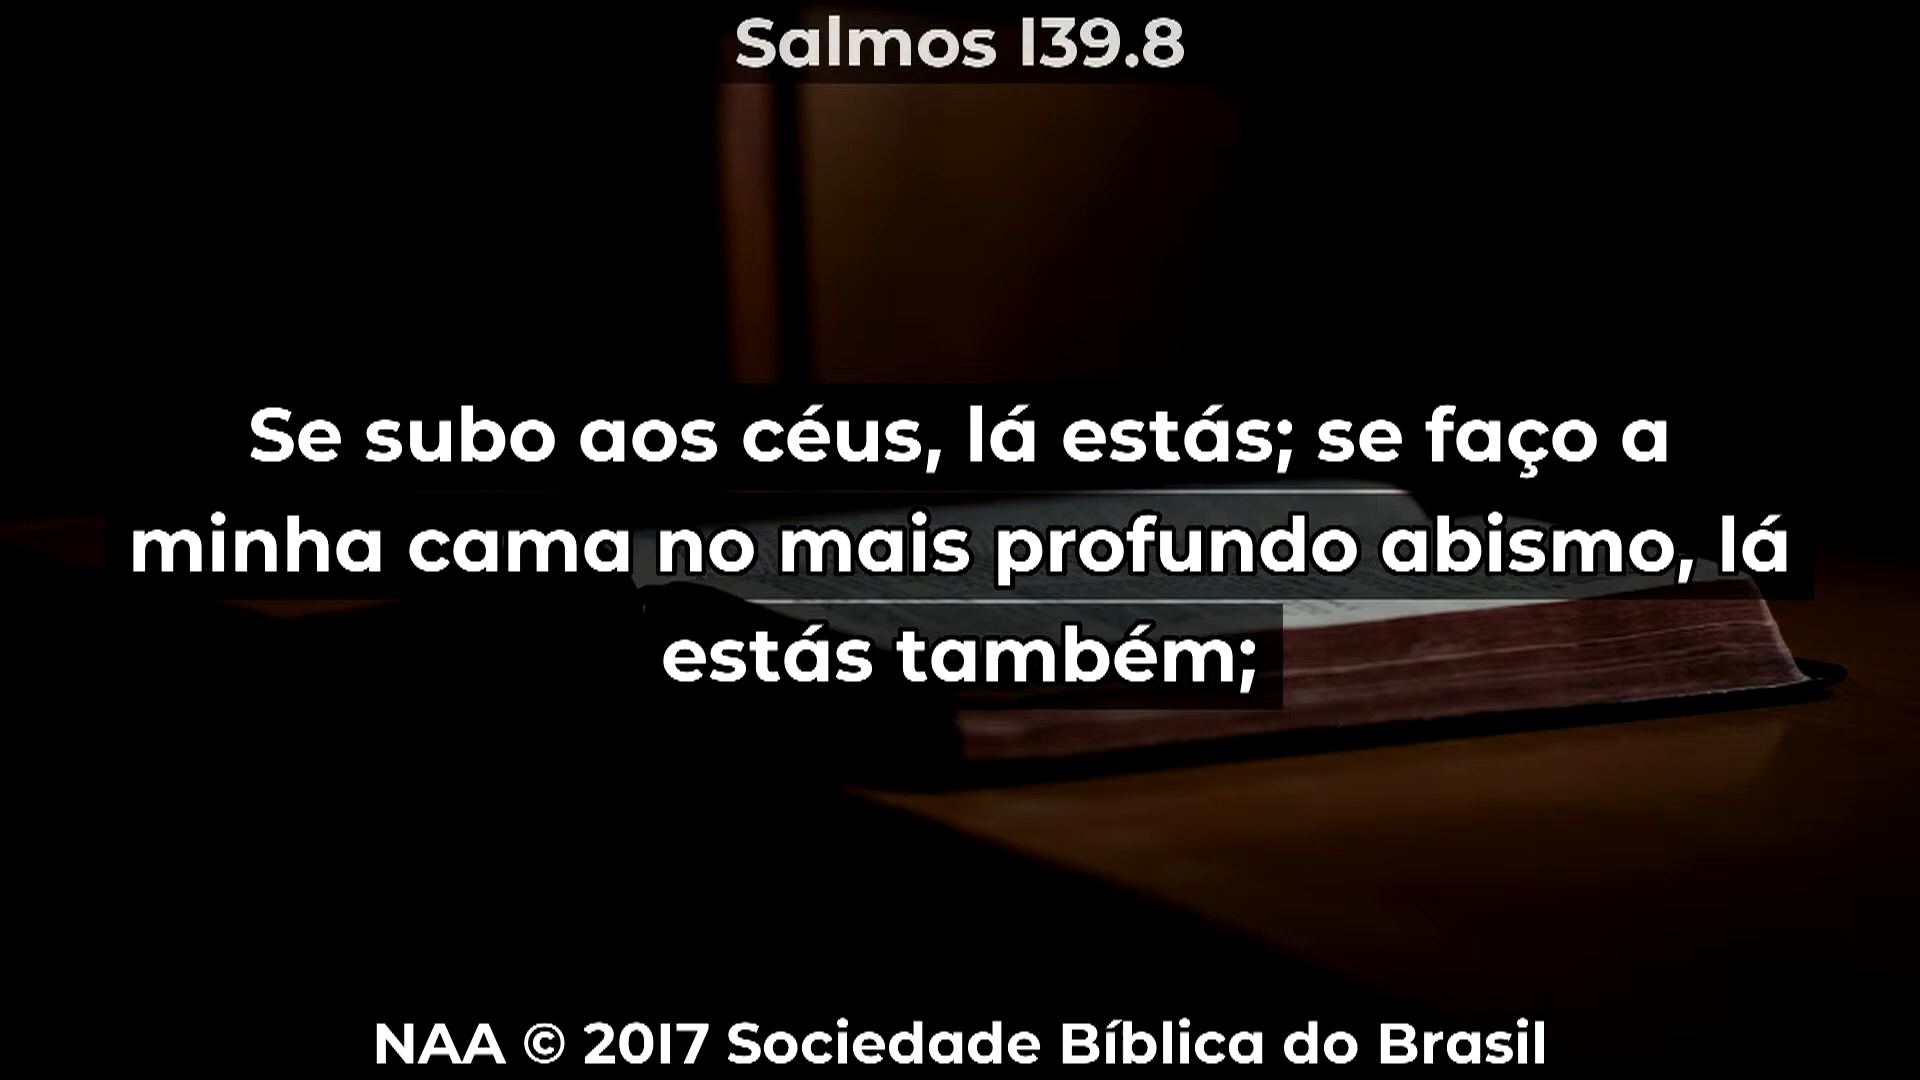 Salmos 139.8
Se subo aos céus, lá estás; se faço a
minha cama no mais profundo abismo, lá
estás também;
NAA © 2017 Sociedade Bíblica do Brasil